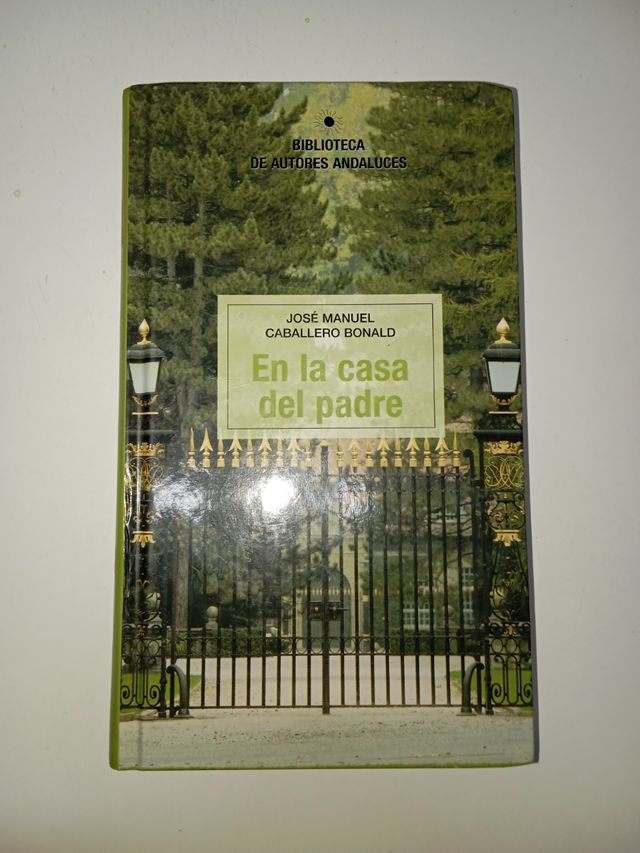 BIBLIOTECA
DE AUTORES ANDALUCES
JOSÉ MANUEL
CABALLERO BONALD
En la casa
del padre